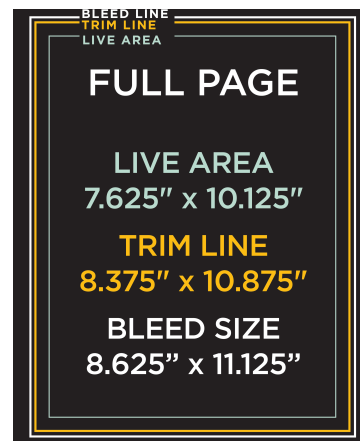 BLEED LINE
TRIM LINE
LIVE AREA
FULL PAGE
LIVE AREA
7.625" x 10.125"
TRIM LINE
8.375" x 10.875"
BLEED SIZE
8.625” x 11.125”